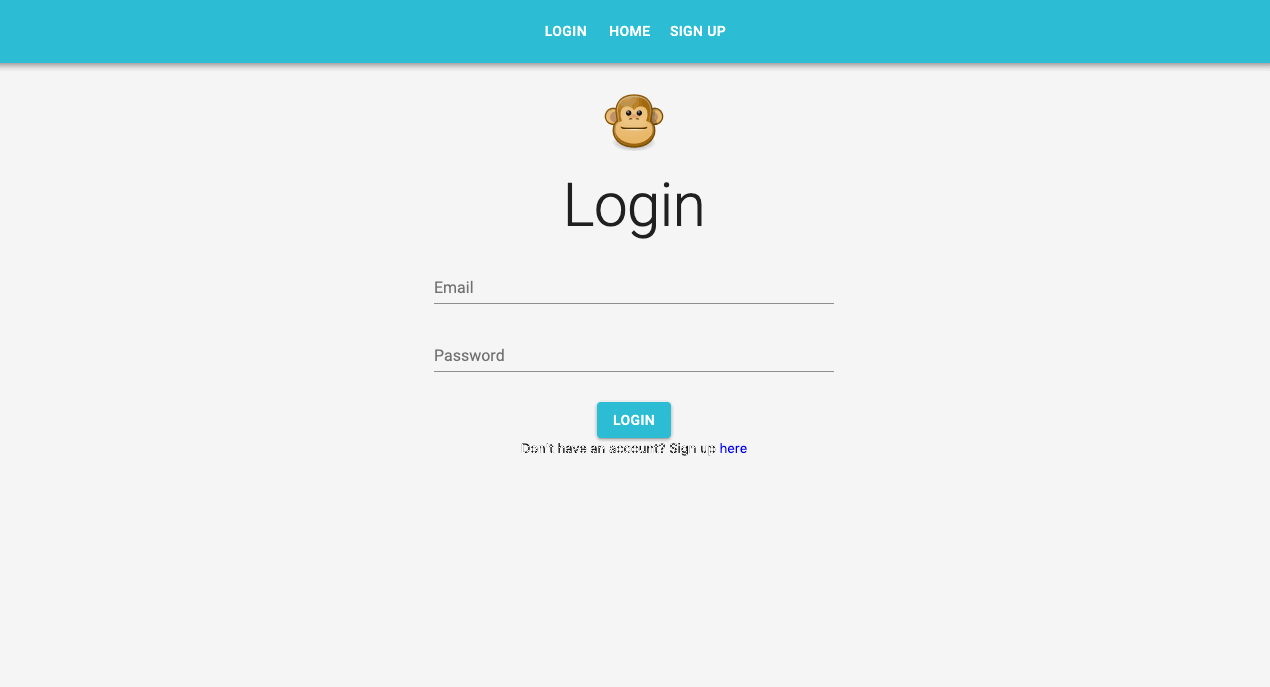 LOGIN HOME SIGN UP
Login
Email
Password
LOGIN
Don't have an account? Sign up here